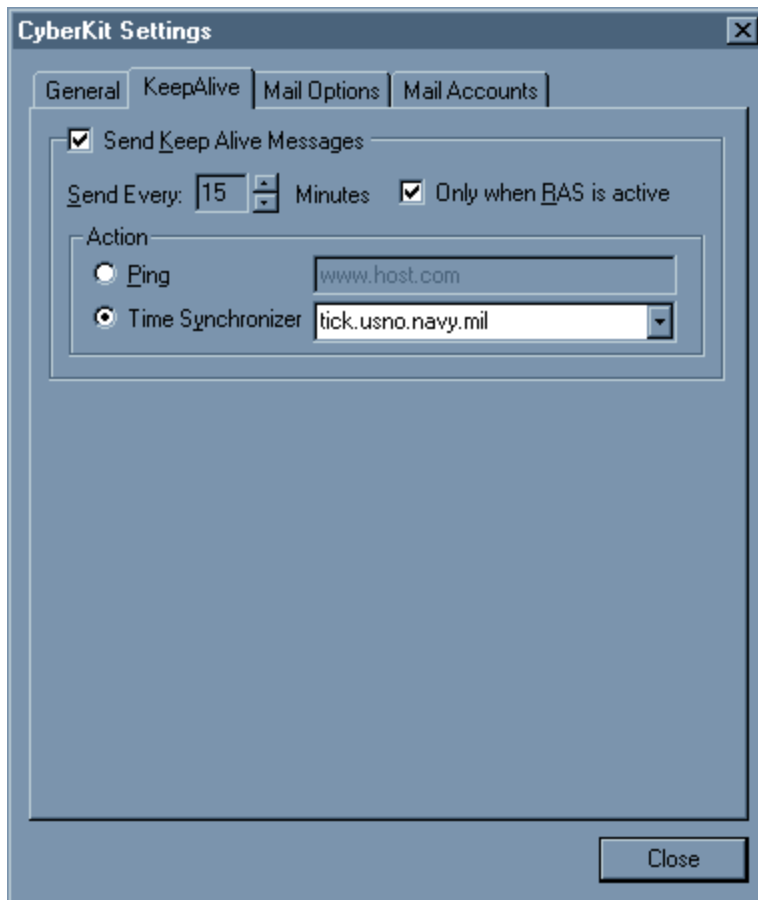 CyberKit Settings
General KeepAlive Mail Options Mail Accounts
Send Keep Alive Messages
Send Every: 15 Minutes Only when RAS is active
Action
Ping www.host.com
Time Synchronizer tick.usno.navy.mil
Close